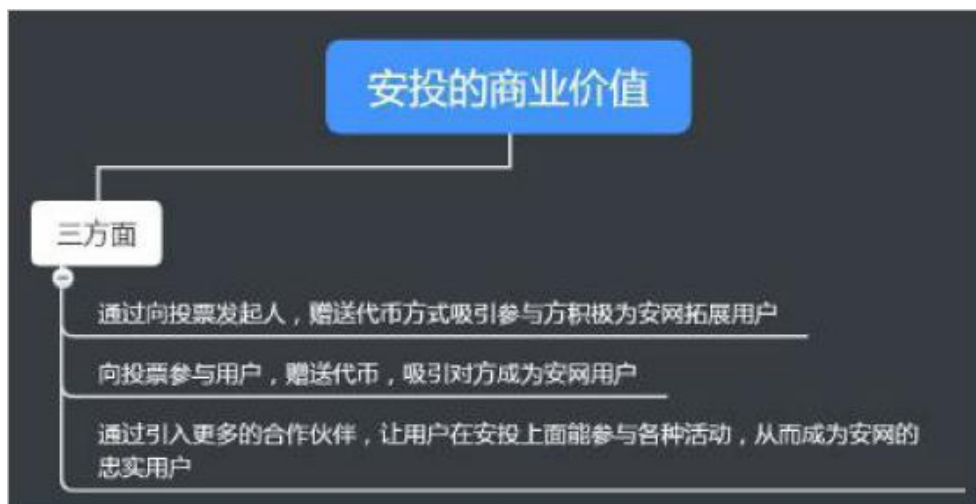 安投的商业价值
三方面
通过向投票发起人，赠送代币方式吸引参与方积极为安网拓展用户
向投票参与用户，赠送代币，吸引对方成为安网用户
通过引入更多的合作伙伴，让用户在安投上面能参与各种活动，从而成为安网的
忠实用户